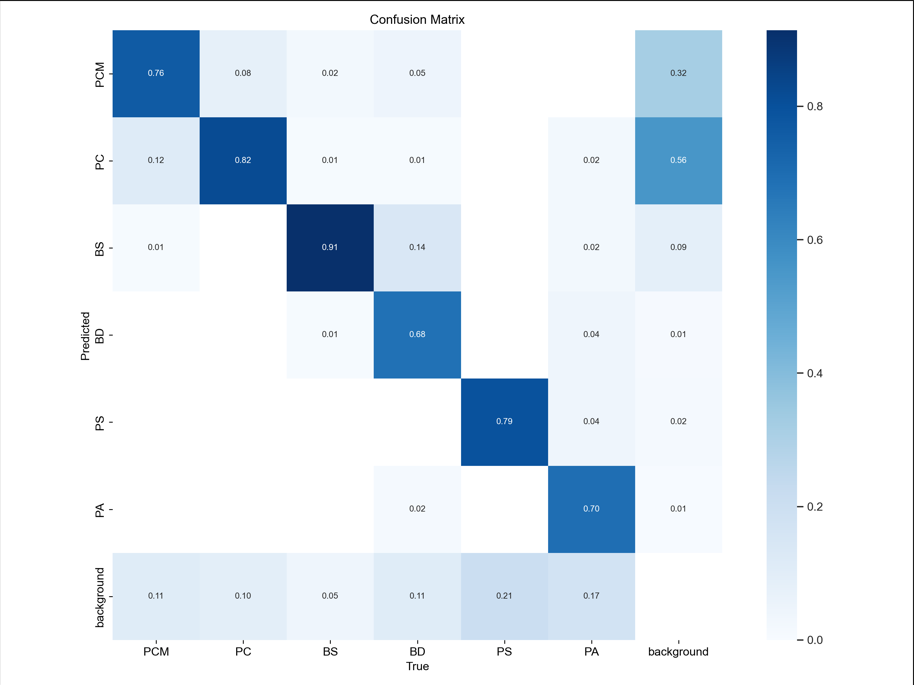 Confusion Matrix
PCM 0.76 0.08 0.02 0.05 0.32
PC 0.12 0.82 0.01 0.01 0.02 0.56
BS 0.01 0.91 0.14 0.02 0.09
BD 0.01 0.68 0.04 0.01
PS 0.79 0.04 0.02
PA 0.02 0.70 0.01
background 0.11 0.10 0.05 0.11 0.21 0.17
Predicted
PCM PC BS BD PS PA background
True
0.8
0.6
0.4
0.2
0.0